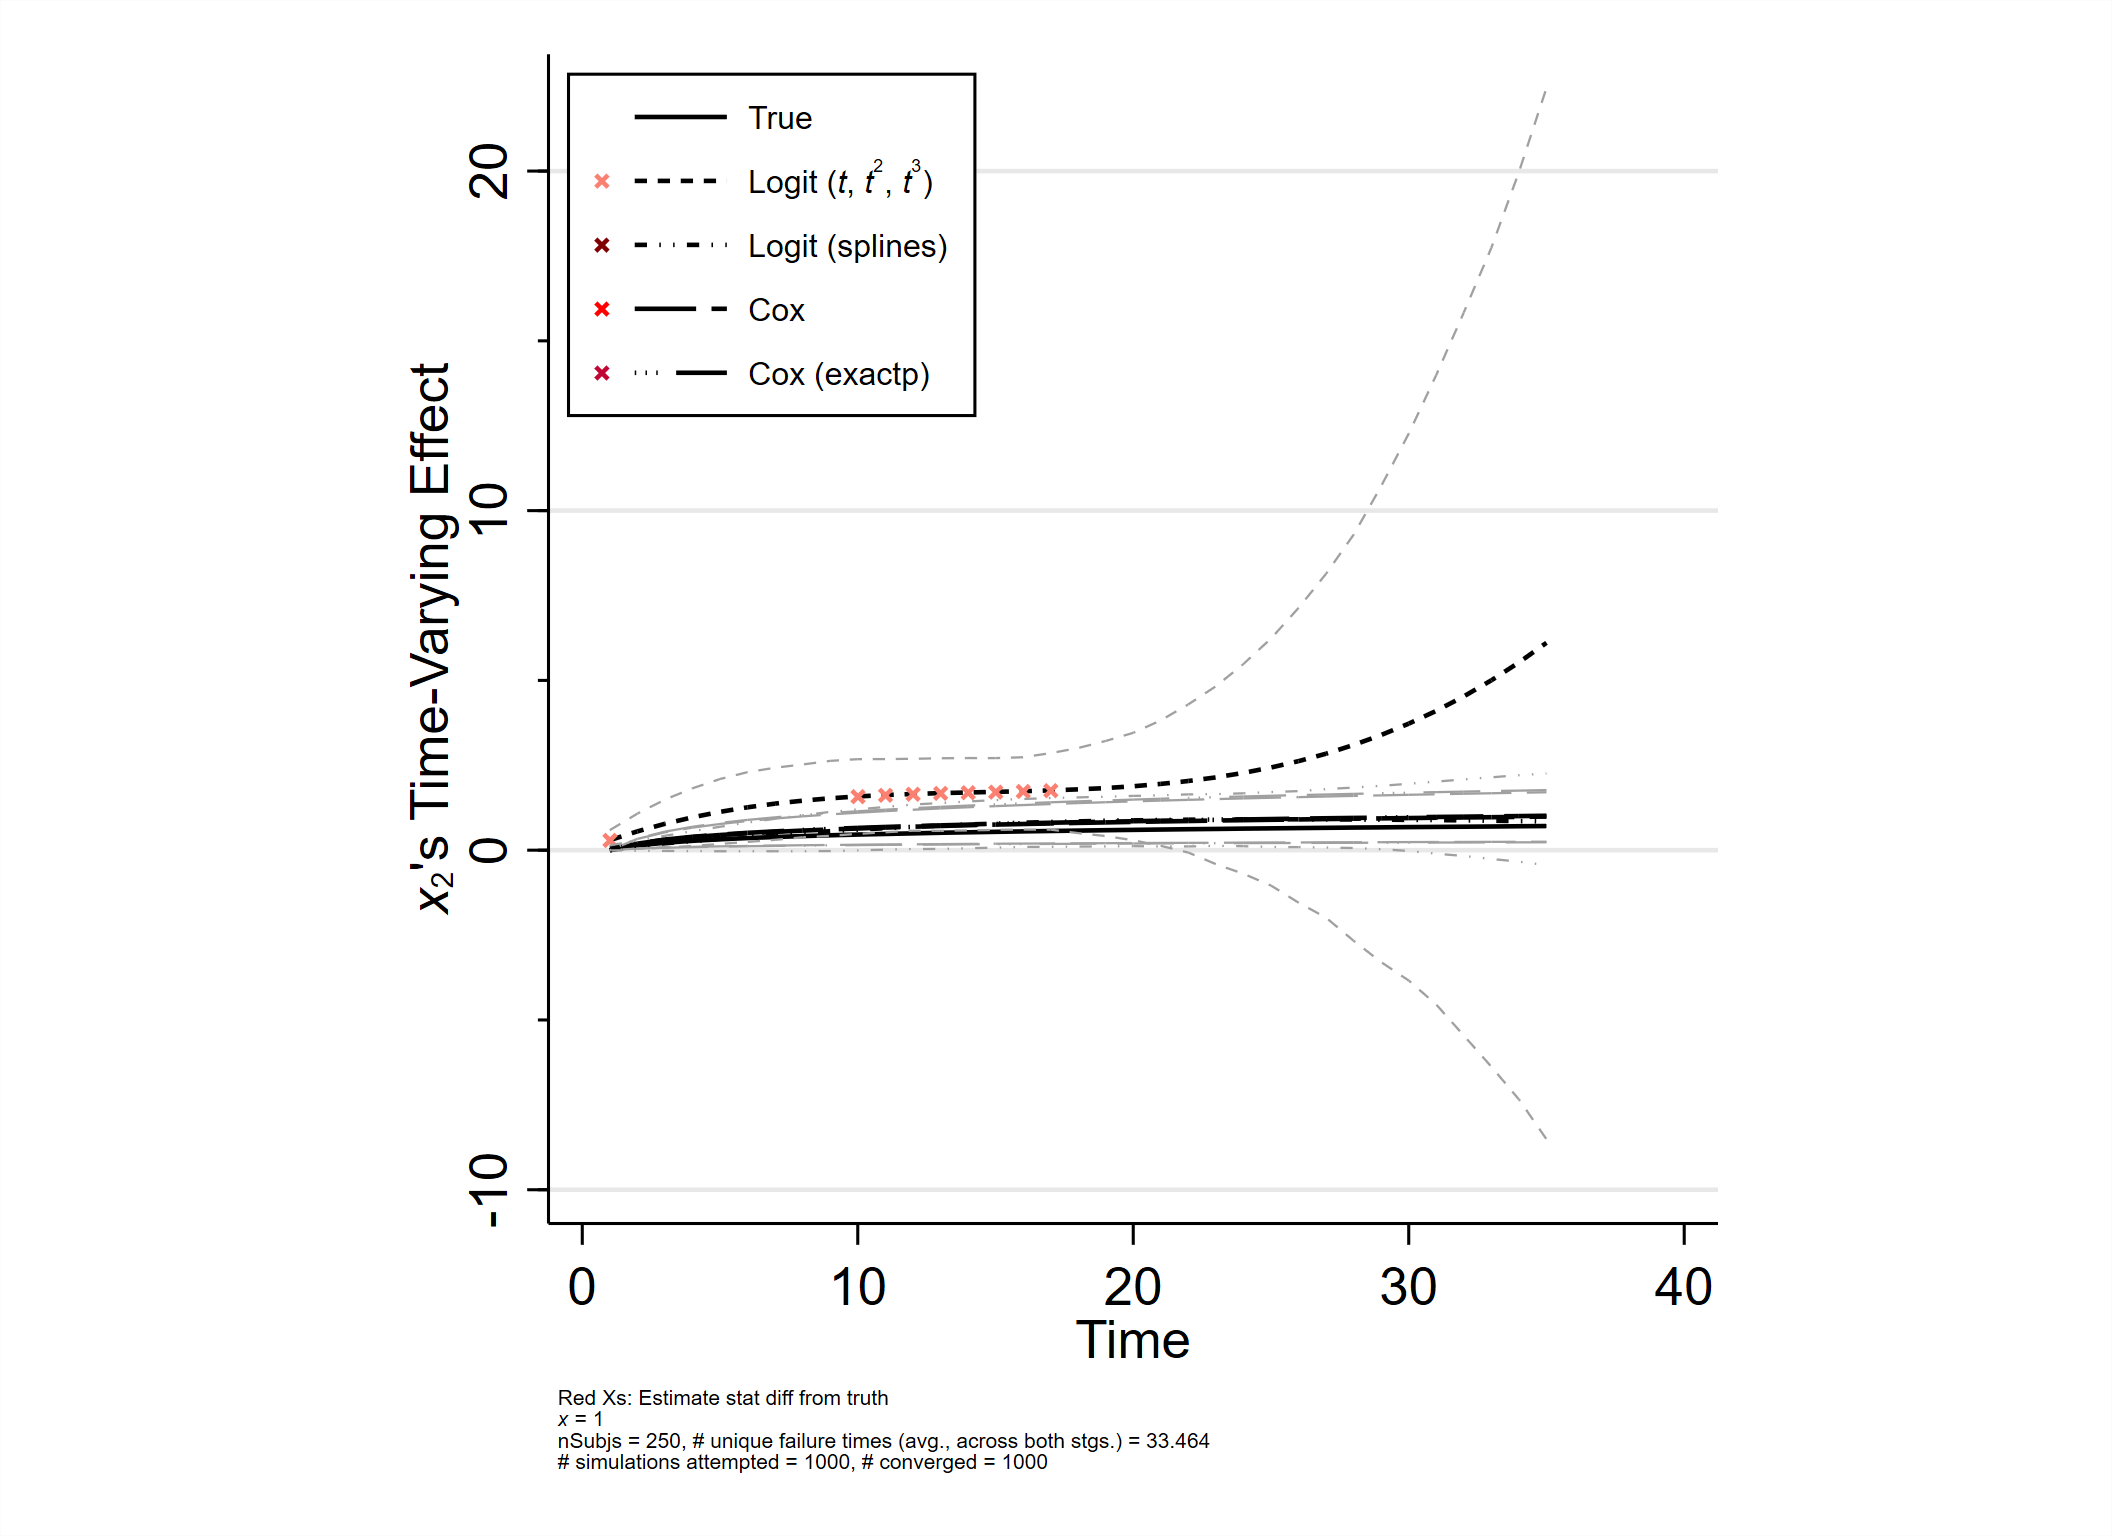 True
Logit (t, t², t³)
Logit (splines)
Cox
Cox (exactp)
x₂'s Time-Varying Effect
20
10
0
-10
0 10 20 30 40
Time
Red Xs: Estimate stat diff from truth
x = 1
nSubjs = 250, # unique failure times (avg., across both stgs.) = 33.464
# simulations attempted = 1000, # converged = 1000